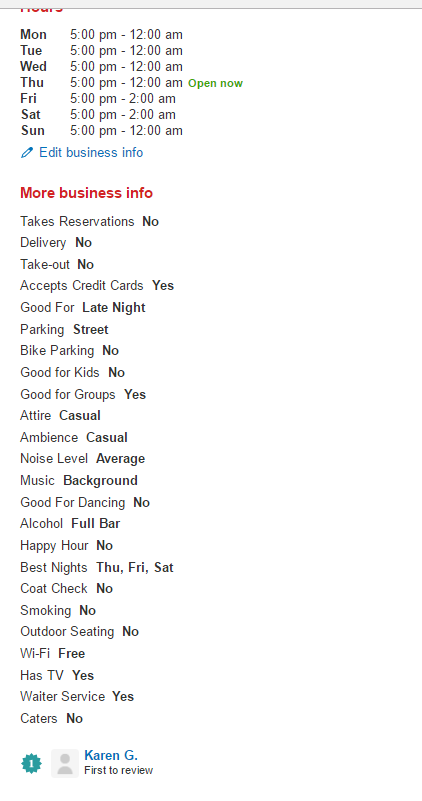 Hours
Mon 5:00 pm - 12:00 am
Tue 5:00 pm - 12:00 am
Wed 5:00 pm - 12:00 am
Thu 5:00 pm - 12:00 am Open now
Fri 5:00 pm - 2:00 am
Sat 5:00 pm - 2:00 am
Sun 5:00 pm - 12:00 am
Edit business info
More business info
Takes Reservations No
Delivery No
Take-out No
Accepts Credit Cards Yes
Good For Late Night
Parking Street
Bike Parking No
Good for Kids No
Good for Groups Yes
Attire Casual
Ambience Casual
Noise Level Average
Music Background
Good For Dancing No
Alcohol Full Bar
Happy Hour No
Best Nights Thu, Fri, Sat
Coat Check No
Smoking No
Outdoor Seating No
Wi-Fi Free
Has TV Yes
Waiter Service Yes
Caters No
1 Karen G.
First to review